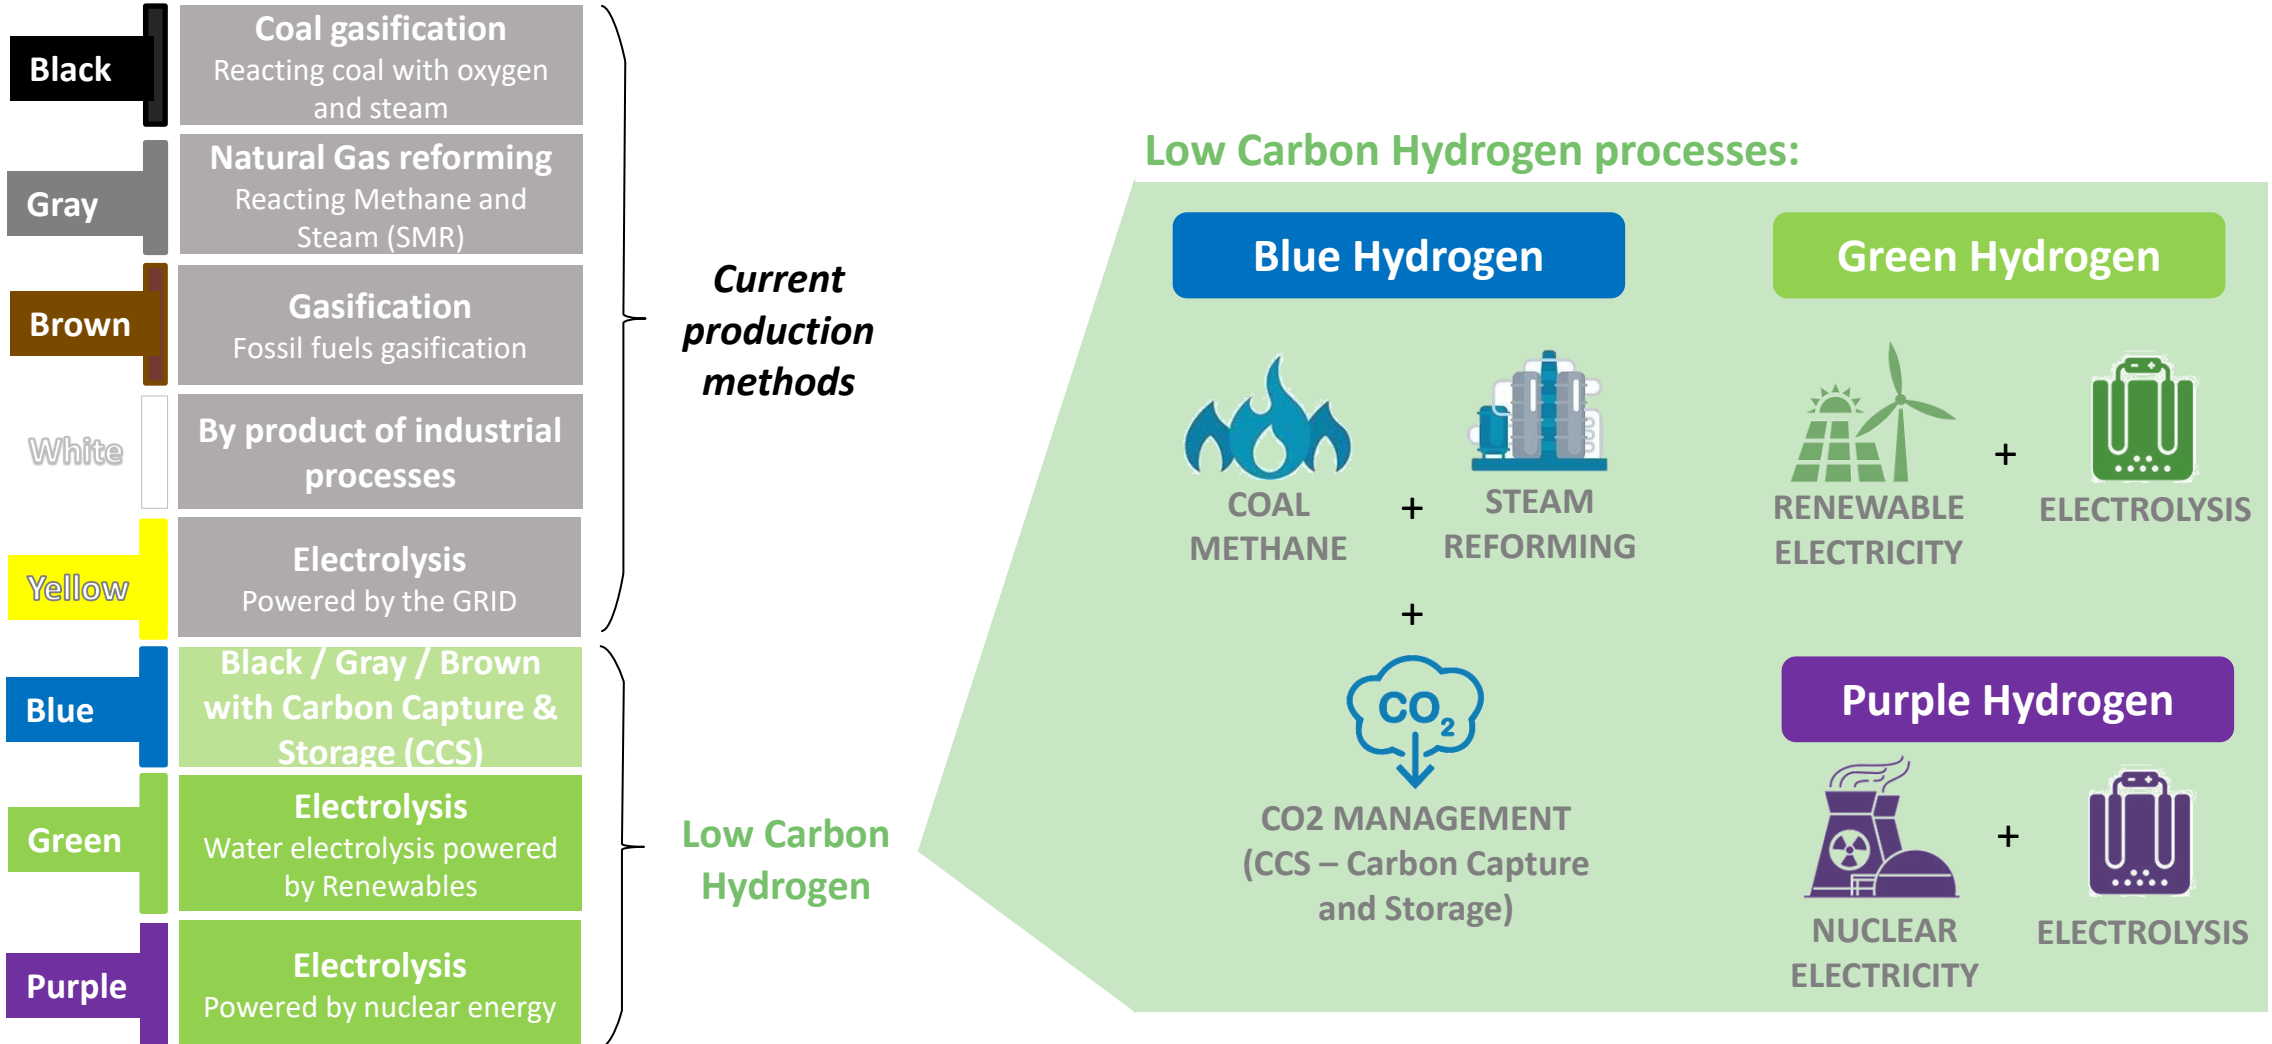 Black
Coal gasification
Reacting coal with oxygen
and steam
Gray
Natural Gas reforming
Reacting Methane and
Steam (SMR)
Brown
Gasification
Fossil fuels gasification
White
By product of industrial
processes
Yellow
Electrolysis
Powered by the GRID
Blue
Black / Gray / Brown
with Carbon Capture &
Storage (CCS)
Green
Electrolysis
Water electrolysis powered
by Renewables
Purple
Electrolysis
Powered by nuclear energy
Current
production
methods
Low Carbon
Hydrogen
Low Carbon Hydrogen processes:
Blue Hydrogen
COAL
METHANE
+
STEAM
REFORMING
+
CO2
CO2 MANAGEMENT
(CCS – Carbon Capture
and Storage)
Green Hydrogen
RENEWABLE
ELECTRICITY
+
ELECTROLYSIS
Purple Hydrogen
NUCLEAR
ELECTRICITY
+
ELECTROLYSIS